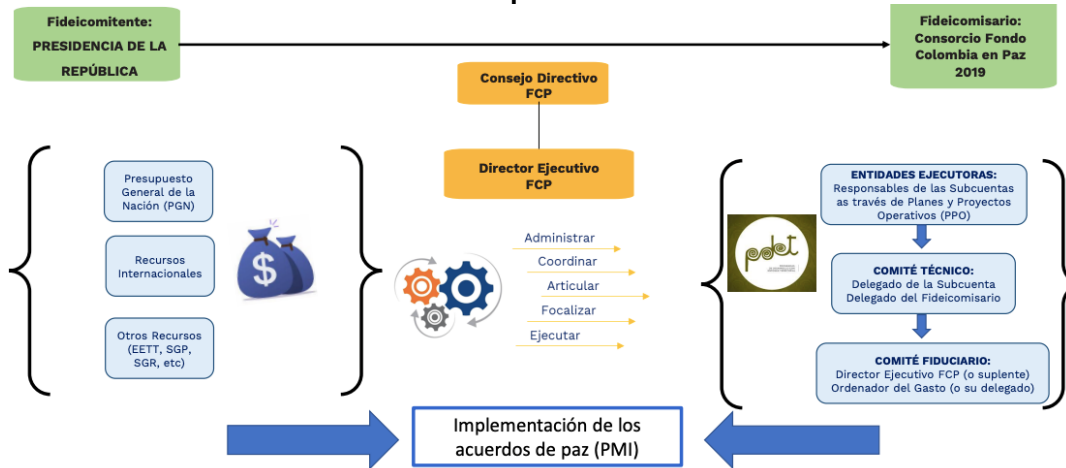 Fideicomitente:
PRESIDENCIA DE LA
REPÚBLICA
Fideicomisario:
Consorcio Fondo
Colombia en Paz
2019
Consejo Directivo
FCP
Director Ejecutivo
FCP
Presupuesto
General de la
Nación (PGN)
Recursos
Internacionales
Otros Recursos
(EETT, SGP,
SGR, etc)
$
Administrar
Coordinar
Articular
Focalizar
Ejecutar
pdet
ENTIDADES EJECUTORAS:
Responsables de las Subcuentas
as través de Planes y Proyectos
Operativos (PPO)
COMITÉ TÉCNICO:
Delegado de la Subcuenta
Delegado del Fideicomisario
COMITÉ FIDUCIARIO:
Director Ejecutivo FCP (o suplente)
Ordenador del Gasto (o su delegado)
Implementación de los
acuerdos de paz (PMI)